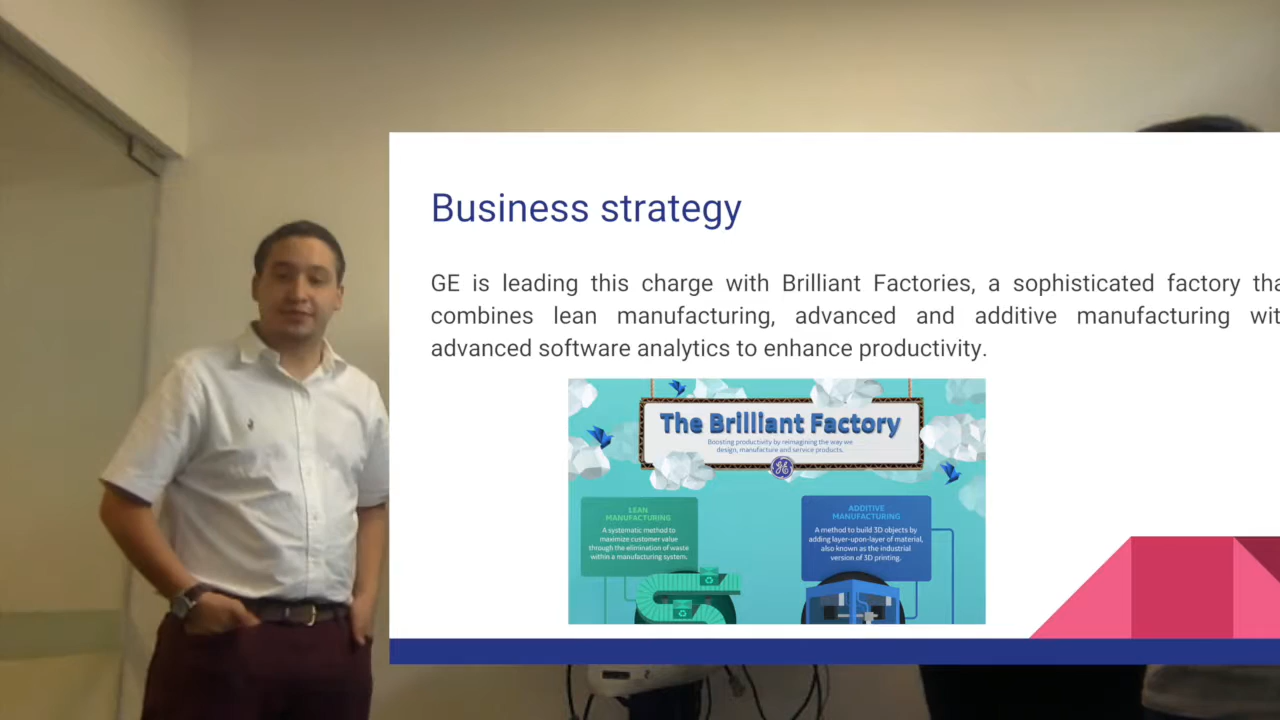 Business strategy
GE is leading this charge with Brilliant Factories, a sophisticated factory tha
combines lean manufacturing, advanced and additive manufacturing wit
advanced software analytics to enhance productivity.
The Brilliant Factory
Boosting productivity by reimagining the way we
design, manufacture and service products.
LEAN
MANUFACTURING
A systematic method to
maximize customer value
through the elimination of waste
within a manufacturing system.
ADDITIVE
MANUFACTURING
A method to build 3D objects by
adding layer-upon-layer of material,
also known as the industrial
version of 3D printing.